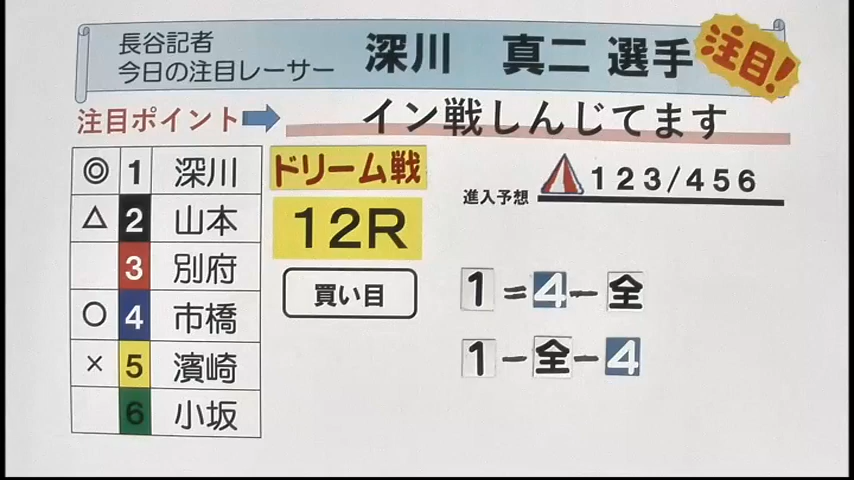 長谷記者
今日の注目レーサー
深川 真二 選手
注目!
注目ポイント
イン戦しんじてます
◎ 1 深川
△ 2 山本
3 別府
○ 4 市橋
× 5 濱崎
6 小坂
ドリーム戦
12R
買い目
進入予想
123/456
1=4-全
1-全-4